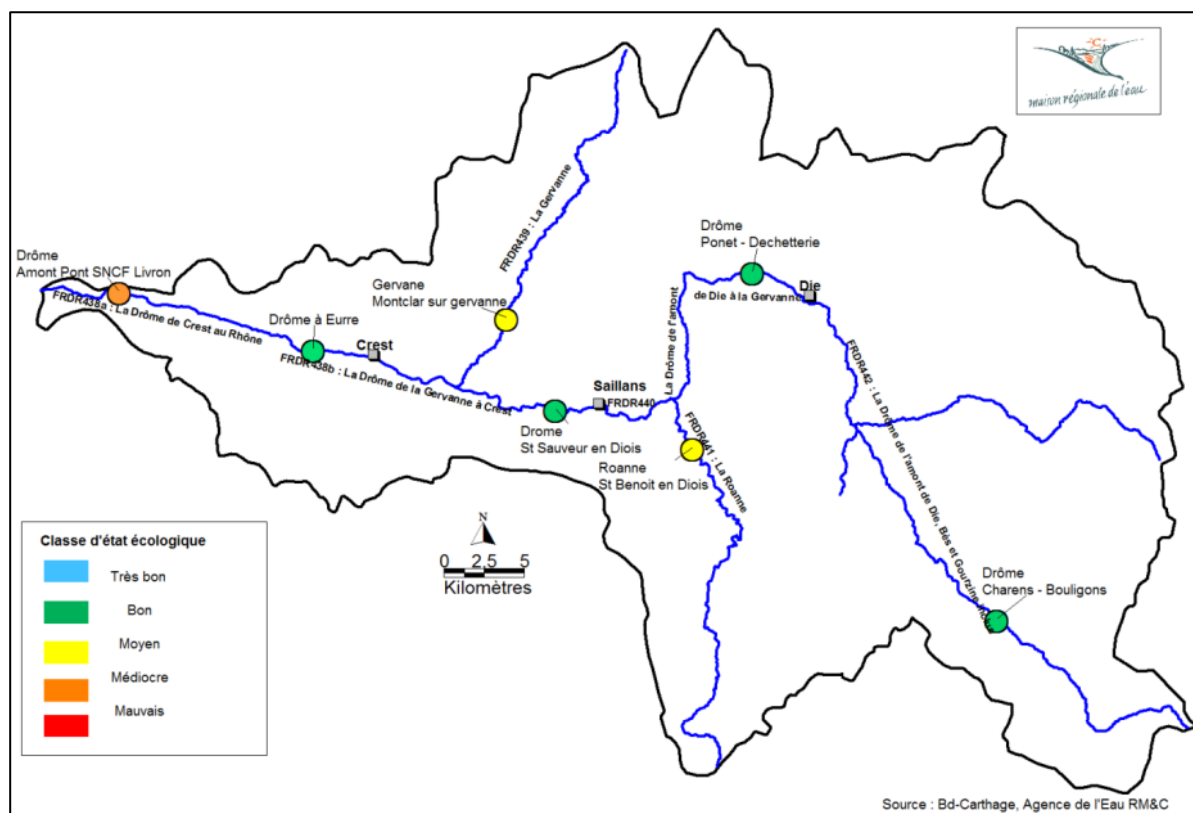 maison régionale de l'eau
FRDR439 : La Gervanne
Drôme
Ponet - Dechetterie
Drôme
Amont Pont SNCF Livron
Gervane
Montclar sur gervanne
Die
de Die à la Gervanne
FRDR438a : La Drôme de Crest au Rhône
Drôme à Eurre
Crest
La Drôme de l'amont
FRDR438b : La Drôme de la Gervanne à Crest
FRDR442 : La Drôme de l'amont de Die, Bès et Gourzine
Saillans
FRDR440
Drome
St Sauveur en Diois
FRDR441 : La Roanne
Roanne
St Benoit en Diois
N
0 2,5 5
Kilomètres
Drôme
Charens - Bouligons
Classe d'état écologique
Très bon
Bon
Moyen
Médiocre
Mauvais
Source : Bd-Carthage, Agence de l'Eau RM&C